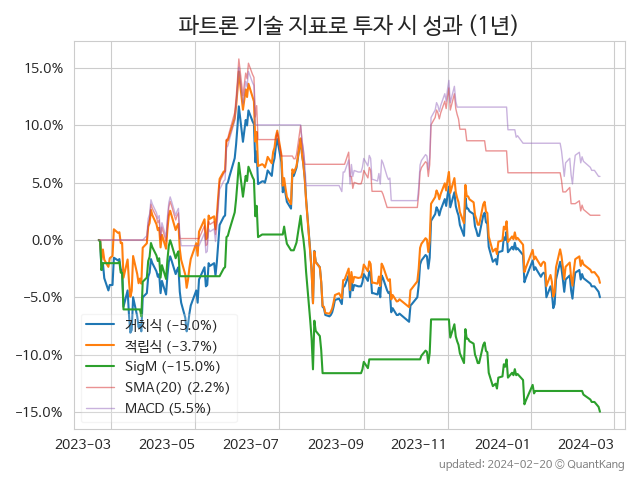 파트론 기술 지표로 투자 시 성과 (1년)
15.0%
10.0%
5.0%
0.0%
−5.0%
−10.0%
−15.0%
거치식 (−5.0%)
적립식 (−3.7%)
SigM (−15.0%)
SMA(20) (2.2%)
MACD (5.5%)
2023−03 2023−05 2023−07 2023−09 2023−11 2024−01 2024−03
updated: 2024-02-20 © QuantKang